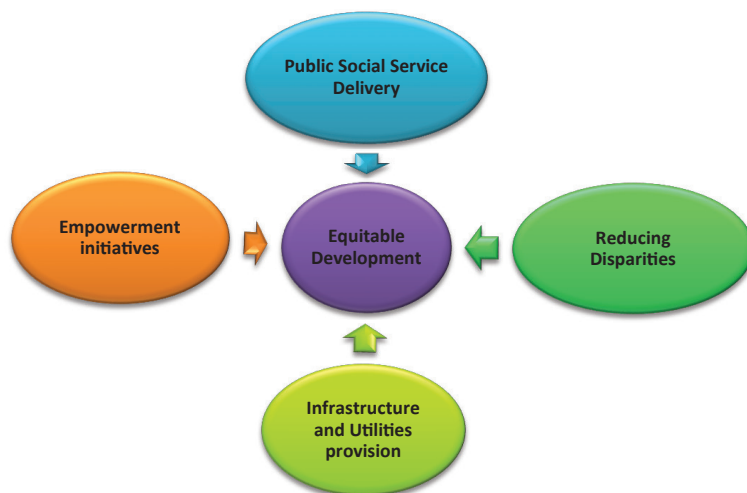 Public Social Service
Delivery
Empowerment
initiatives
Equitable
Development
Reducing
Disparities
Infrastructure
and Utilities
provision